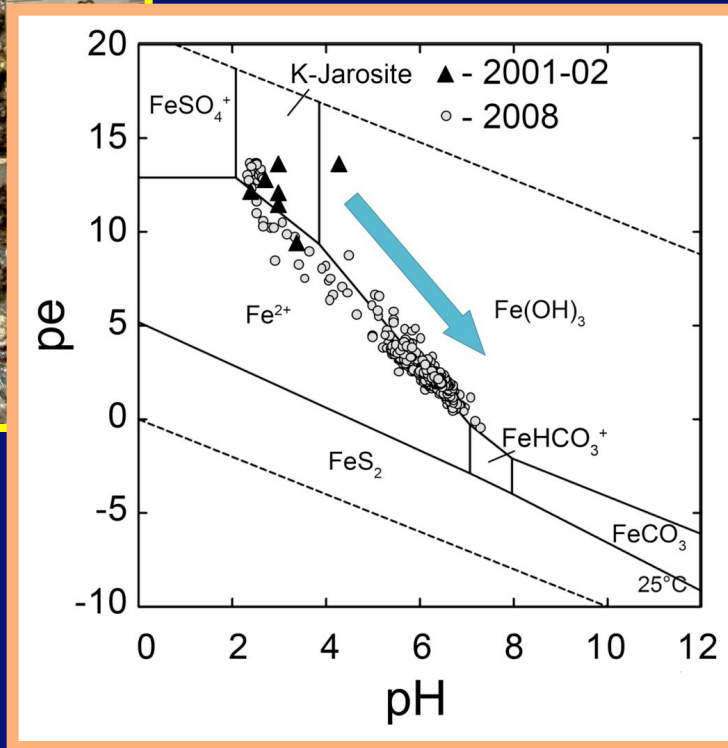 20
K-Jarosite
▲ - 2001-02
FeSO₄⁺
○ - 2008
15
10
pe
Fe²⁺
Fe(OH)₃
5
0
FeHCO₃⁺
FeS₂
-5
FeCO₃
25°C
-10
0 2 4 6 8 10 12
pH